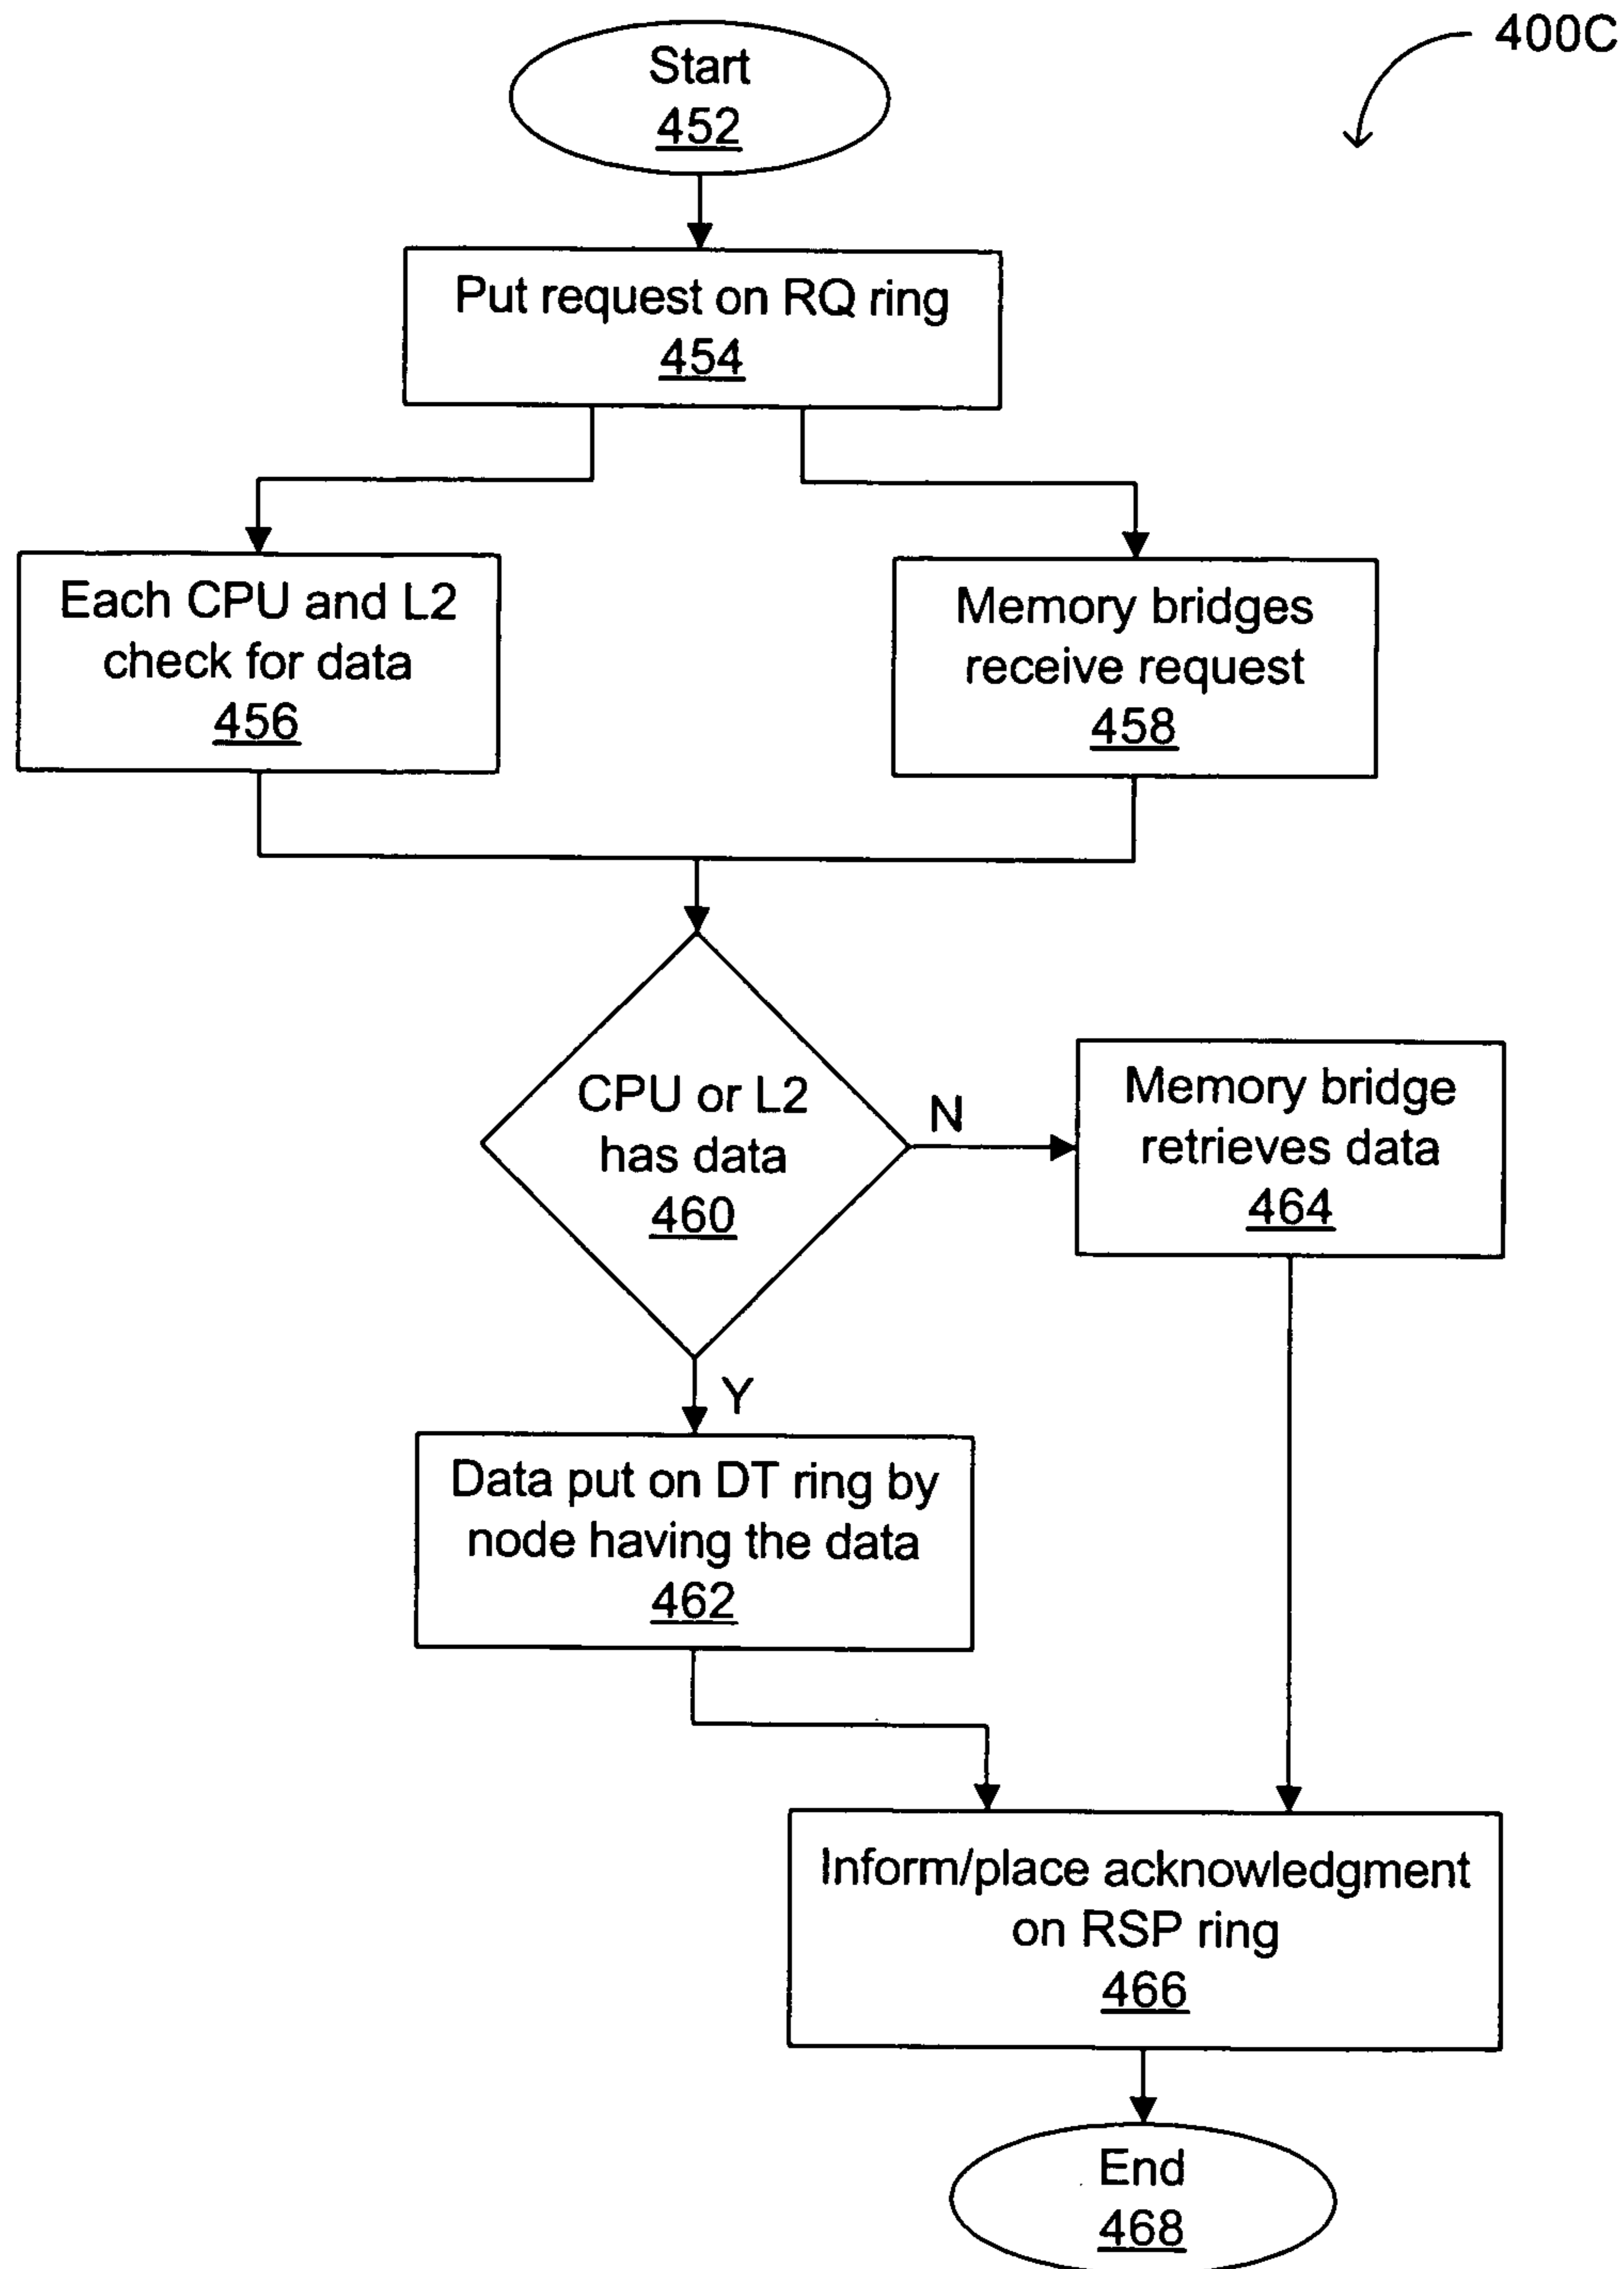 400C
Start
452
Put request on RQ ring
454
Each CPU and L2
check for data
456
Memory bridges
receive request
458
CPU or L2
has data
460
N
Memory bridge
retrieves data
464
Y
Data put on DT ring by
node having the data
462
Inform/place acknowledgment
on RSP ring
466
End
468